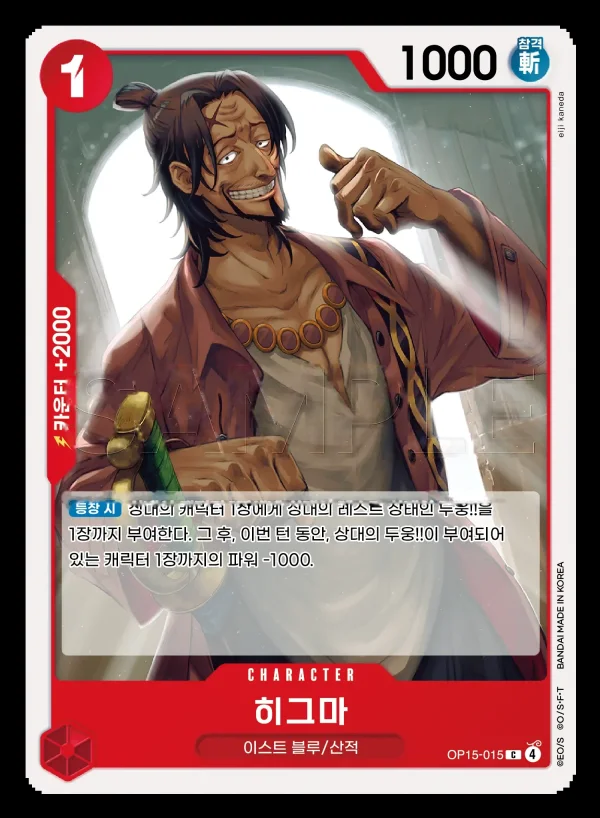 1
1000
참격
斬
eiji kaneda
카운터 +2000
SAMPLE
등장 시 상대의 캐릭터 1장에게 상대의 레스트 상태인 두웅!!을
1장까지 부여한다. 그 후, 이번 턴 동안, 상대의 두웅!!이 부여되어
있는 캐릭터 1장까지의 파워 -1000.
CHARACTER
히그마
이스트 블루/산적
OP15-015 C 4
©EO/S ©O/S·F·T BANDAI MADE IN KOREA